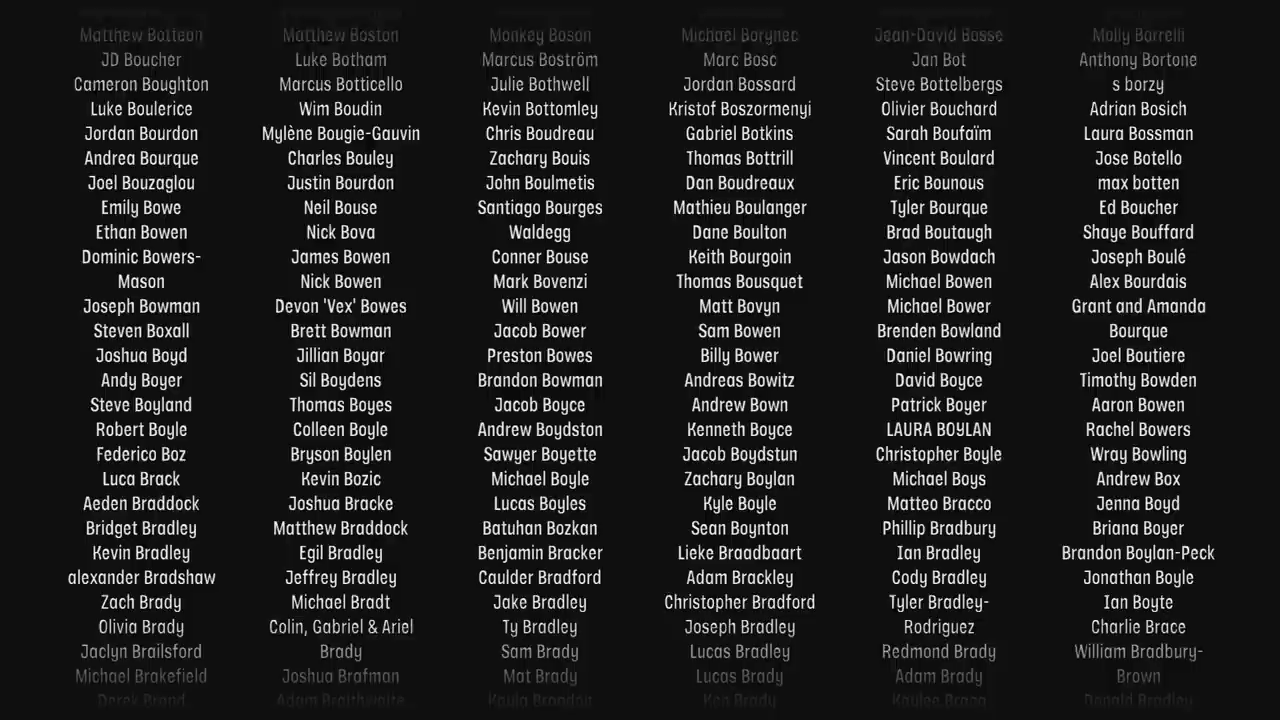 Matthew Botteon
Matthew Boston
Monkey Boson
Michael Borynec
Jean-David Bosse
Molly Borrelli
JD Boucher
Luke Botham
Marcus Boström
Marc Bosc
Jan Bot
Anthony Bortone
Cameron Boughton
Marcus Botticello
Julie Bothwell
Jordan Bossard
Steve Bottelbergs
s borzy
Luke Boulerice
Wim Boudin
Kevin Bottomley
Kristof Boszormenyi
Olivier Bouchard
Adrian Bosich
Jordan Bourdon
Mylène Bougie-Gauvin
Chris Boudreau
Gabriel Botkins
Sarah Boufaïm
Laura Bossman
Andrea Bourque
Charles Bouley
Zachary Bouis
Thomas Bottrill
Vincent Boulard
Jose Botello
Joel Bouzaglou
Justin Bourdon
John Boulmetis
Dan Boudreaux
Eric Bounous
max botten
Emily Bowe
Neil Bouse
Santiago Bourges
Mathieu Boulanger
Tyler Bourque
Ed Boucher
Ethan Bowen
Nick Bova
Waldegg
Dane Boulton
Brad Boutaugh
Shaye Bouffard
Dominic Bowers-
James Bowen
Conner Bouse
Keith Bourgoin
Jason Bowdach
Joseph Boulé
Mason
Nick Bowen
Mark Bovenzi
Thomas Bousquet
Michael Bowen
Alex Bourdais
Joseph Bowman
Devon 'Vex' Bowes
Will Bowen
Matt Bovyn
Michael Bower
Grant and Amanda
Steven Boxall
Brett Bowman
Jacob Bower
Sam Bowen
Brenden Bowland
Bourque
Joshua Boyd
Jillian Boyar
Preston Bowes
Billy Bower
Daniel Bowring
Joel Boutiere
Andy Boyer
Sil Boydens
Brandon Bowman
Andreas Bowitz
David Boyce
Timothy Bowden
Steve Boyland
Thomas Boyes
Jacob Boyce
Andrew Bown
Patrick Boyer
Aaron Bowen
Robert Boyle
Colleen Boyle
Andrew Boydston
Kenneth Boyce
LAURA BOYLAN
Rachel Bowers
Federico Boz
Bryson Boylen
Sawyer Boyette
Jacob Boydstun
Christopher Boyle
Wray Bowling
Luca Brack
Kevin Bozic
Michael Boyle
Zachary Boylan
Michael Boys
Andrew Box
Aeden Braddock
Joshua Bracke
Lucas Boyles
Kyle Boyle
Matteo Bracco
Jenna Boyd
Bridget Bradley
Matthew Braddock
Batuhan Bozkan
Sean Boynton
Phillip Bradbury
Briana Boyer
Kevin Bradley
Egil Bradley
Benjamin Bracker
Lieke Braadbaart
Ian Bradley
Brandon Boylan-Peck
alexander Bradshaw
Jeffrey Bradley
Caulder Bradford
Adam Brackley
Cody Bradley
Jonathan Boyle
Zach Brady
Michael Bradt
Jake Bradley
Christopher Bradford
Tyler Bradley-
Ian Boyte
Olivia Brady
Colin, Gabriel & Ariel
Ty Bradley
Joseph Bradley
Rodriguez
Charlie Brace
Jaclyn Brailsford
Brady
Sam Brady
Lucas Bradley
Redmond Brady
William Bradbury-
Michael Brakefield
Joshua Brafman
Mat Brady
Lucas Brady
Adam Brady
Brown
Derek Brand
Adam Braithwaite
Kayla Brandon
Ken Brady
Kaylee Braga
Donald Bradley